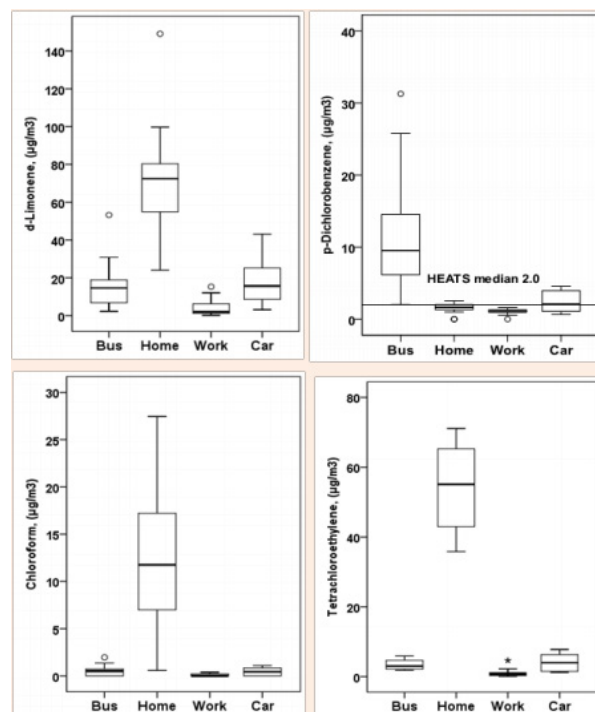 d-Limonene, (µg/m3)
140
120
100
80
60
40
20
0
Bus Home Work Car
p-Dichlorobenzene, (µg/m3)
40
30
20
10
0
HEATS median 2.0
Bus Home Work Car
Chloroform, (µg/m3)
30
25
20
15
10
5
0
Bus Home Work Car
Tetrachloroethylene, (µg/m3)
80
60
40
20
0
Bus Home Work Car